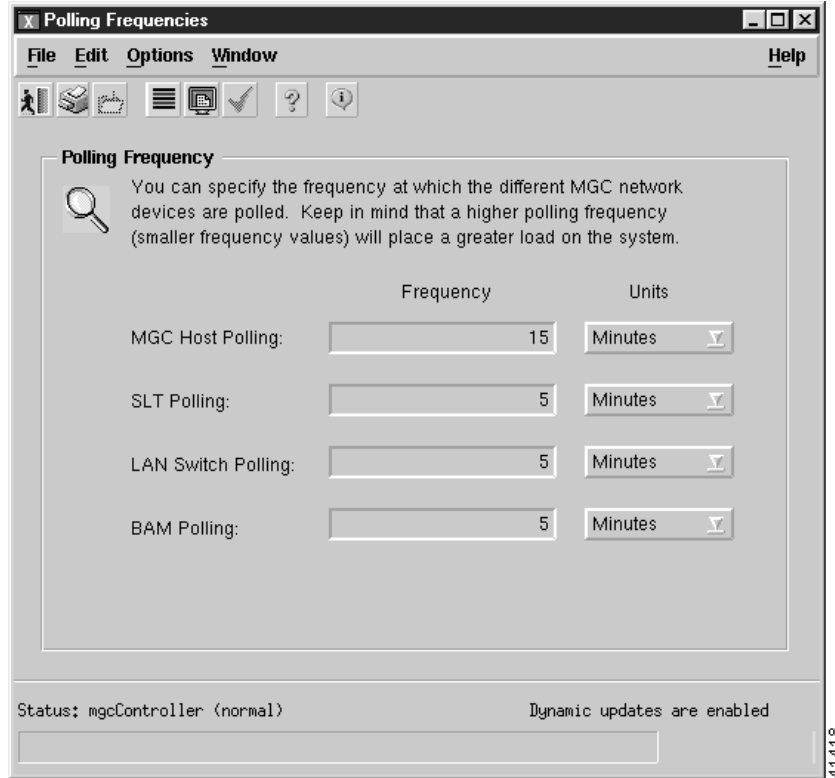 X Polling Frequencies
File Edit Options Window Help
Polling Frequency
You can specify the frequency at which the different MGC network
devices are polled. Keep in mind that a higher polling frequency
(smaller frequency values) will place a greater load on the system.
Frequency Units
MGC Host Polling: 15 Minutes
SLT Polling: 5 Minutes
LAN Switch Polling: 5 Minutes
BAM Polling: 5 Minutes
Status: mgcController (normal) Dynamic updates are enabled